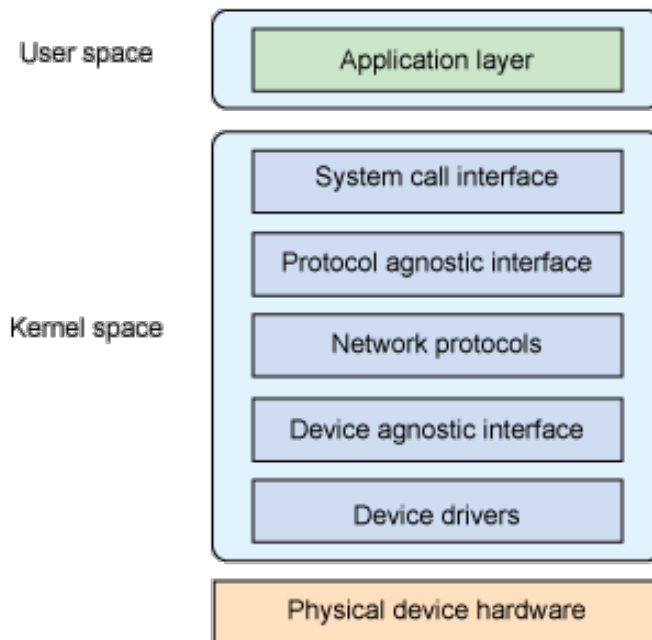 User space
Application layer
System call interface
Protocol agnostic interface
Kernel space
Network protocols
Device agnostic interface
Device drivers
Physical device hardware